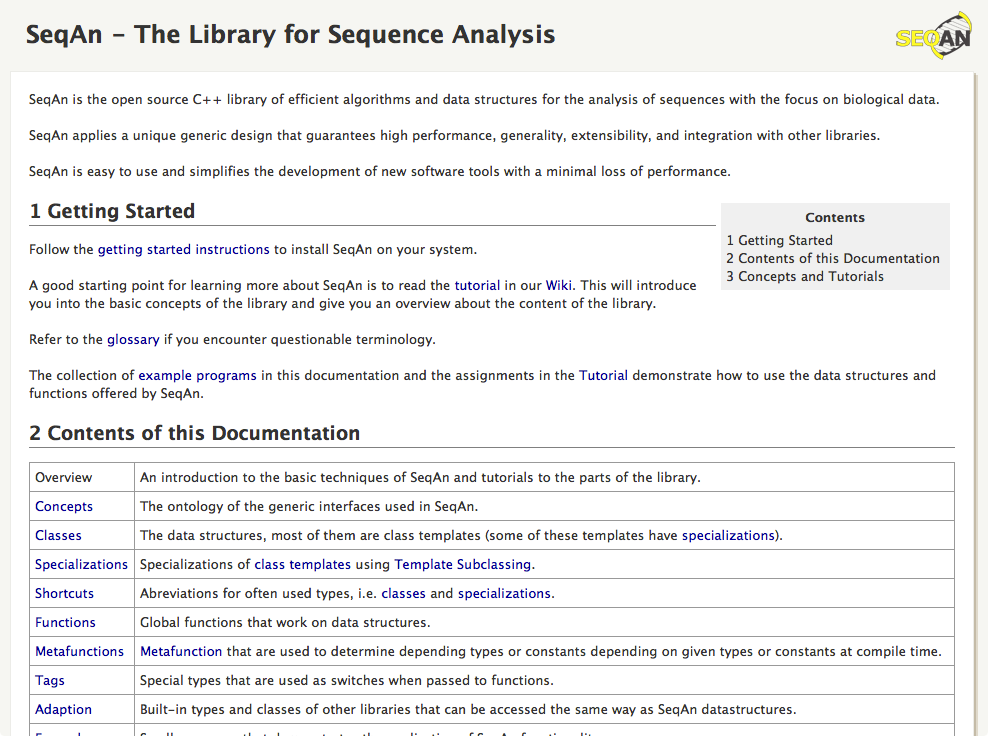 SeqAn – The Library for Sequence Analysis
SEQAN
SeqAn is the open source C++ library of efficient algorithms and data structures for the analysis of sequences with the focus on biological data.
SeqAn applies a unique generic design that guarantees high performance, generality, extensibility, and integration with other libraries.
SeqAn is easy to use and simplifies the development of new software tools with a minimal loss of performance.
1 Getting Started
Contents
1 Getting Started
2 Contents of this Documentation
3 Concepts and Tutorials
Follow the getting started instructions to install SeqAn on your system.
A good starting point for learning more about SeqAn is to read the tutorial in our Wiki. This will introduce
you into the basic concepts of the library and give you an overview about the content of the library.
Refer to the glossary if you encounter questionable terminology.
The collection of example programs in this documentation and the assignments in the Tutorial demonstrate how to use the data structures and
functions offered by SeqAn.
2 Contents of this Documentation
Overview An introduction to the basic techniques of SeqAn and tutorials to the parts of the library.
Concepts The ontology of the generic interfaces used in SeqAn.
Classes The data structures, most of them are class templates (some of these templates have specializations).
Specializations Specializations of class templates using Template Subclassing.
Shortcuts Abreviations for often used types, i.e. classes and specializations.
Functions Global functions that work on data structures.
Metafunctions Metafunction that are used to determine depending types or constants depending on given types or constants at compile time.
Tags Special types that are used as switches when passed to functions.
Adaption Built-in types and classes of other libraries that can be accessed the same way as SeqAn datastructures.